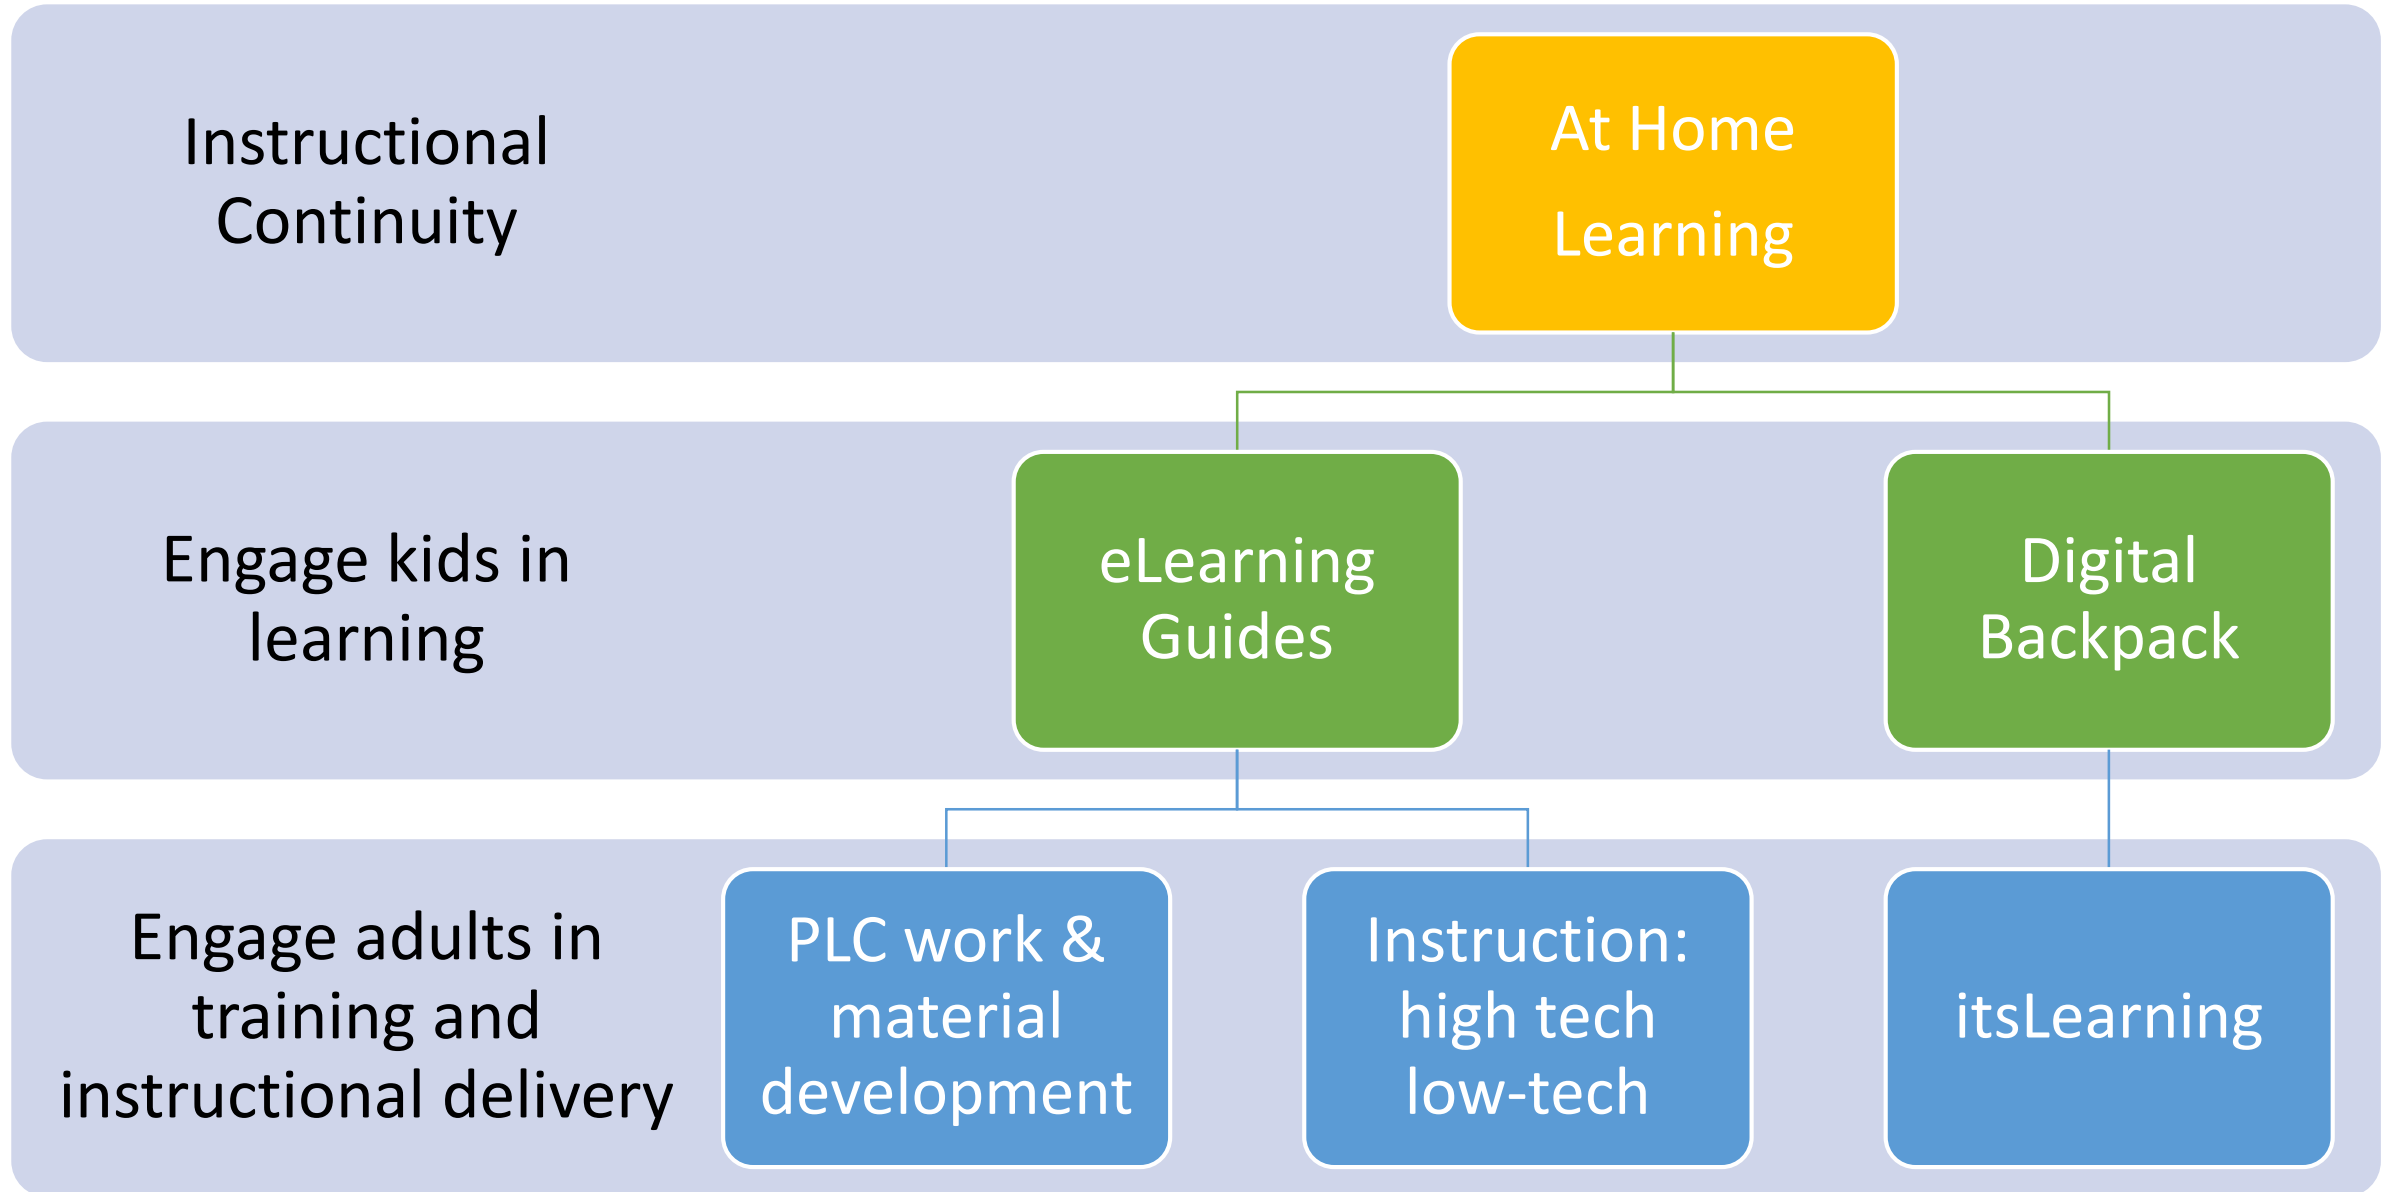 Instructional
Continuity
At Home
Learning
Engage kids in
learning
eLearning
Guides
Digital
Backpack
Engage adults in
training and
instructional delivery
PLC work &
material
development
Instruction:
high tech
low-tech
itsLearning